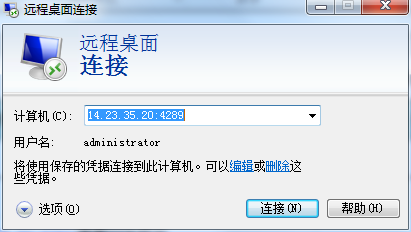 远程桌面连接
远程桌面
连接
计算机(C): 14.23.35.20:4289
用户名: administrator
将使用保存的凭据连接到此计算机。可以编辑或删除这
些凭据。
选项(O) 连接(N) 帮助(H)